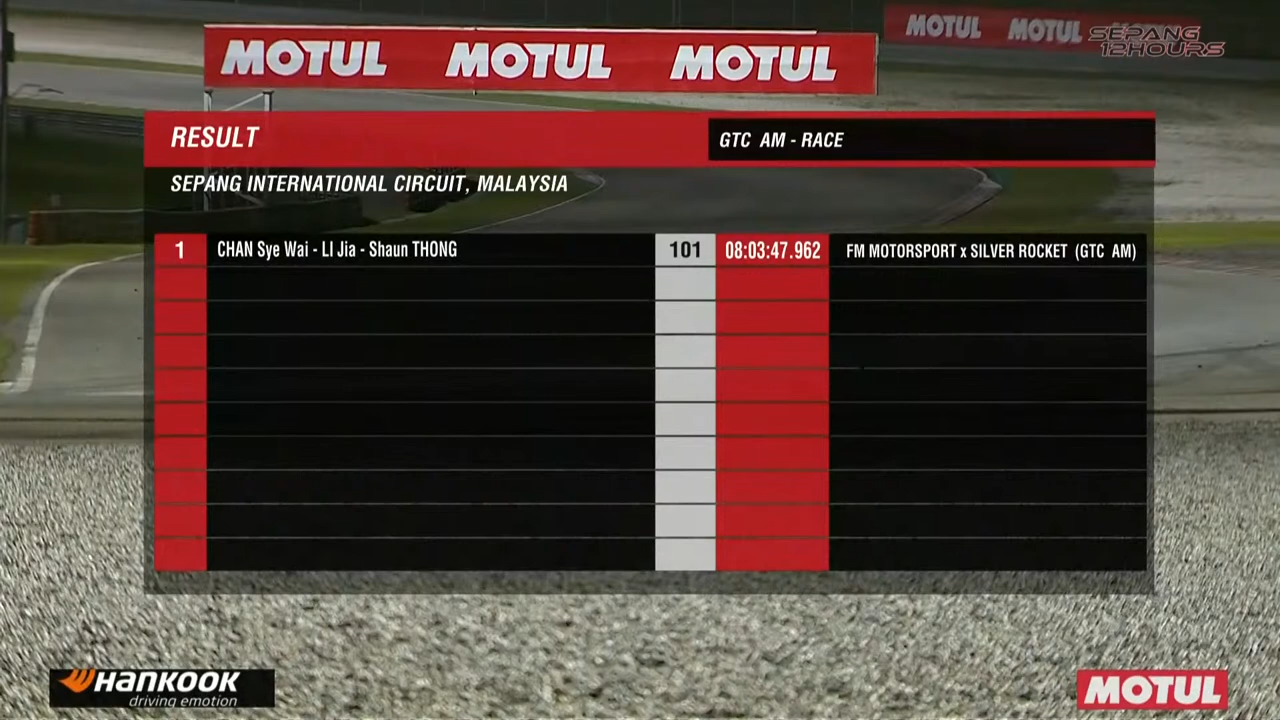 MOTUL MOTUL MOTUL
MOTUL MOTUL
SEPANG
12HOURS
RESULT
GTC AM - RACE
SEPANG INTERNATIONAL CIRCUIT, MALAYSIA
1 CHAN Sye Wai - LI Jia - Shaun THONG 101 08:03:47.962 FM MOTORSPORT x SILVER ROCKET (GTC AM)
HANKOOK
driving emotion
MOTUL